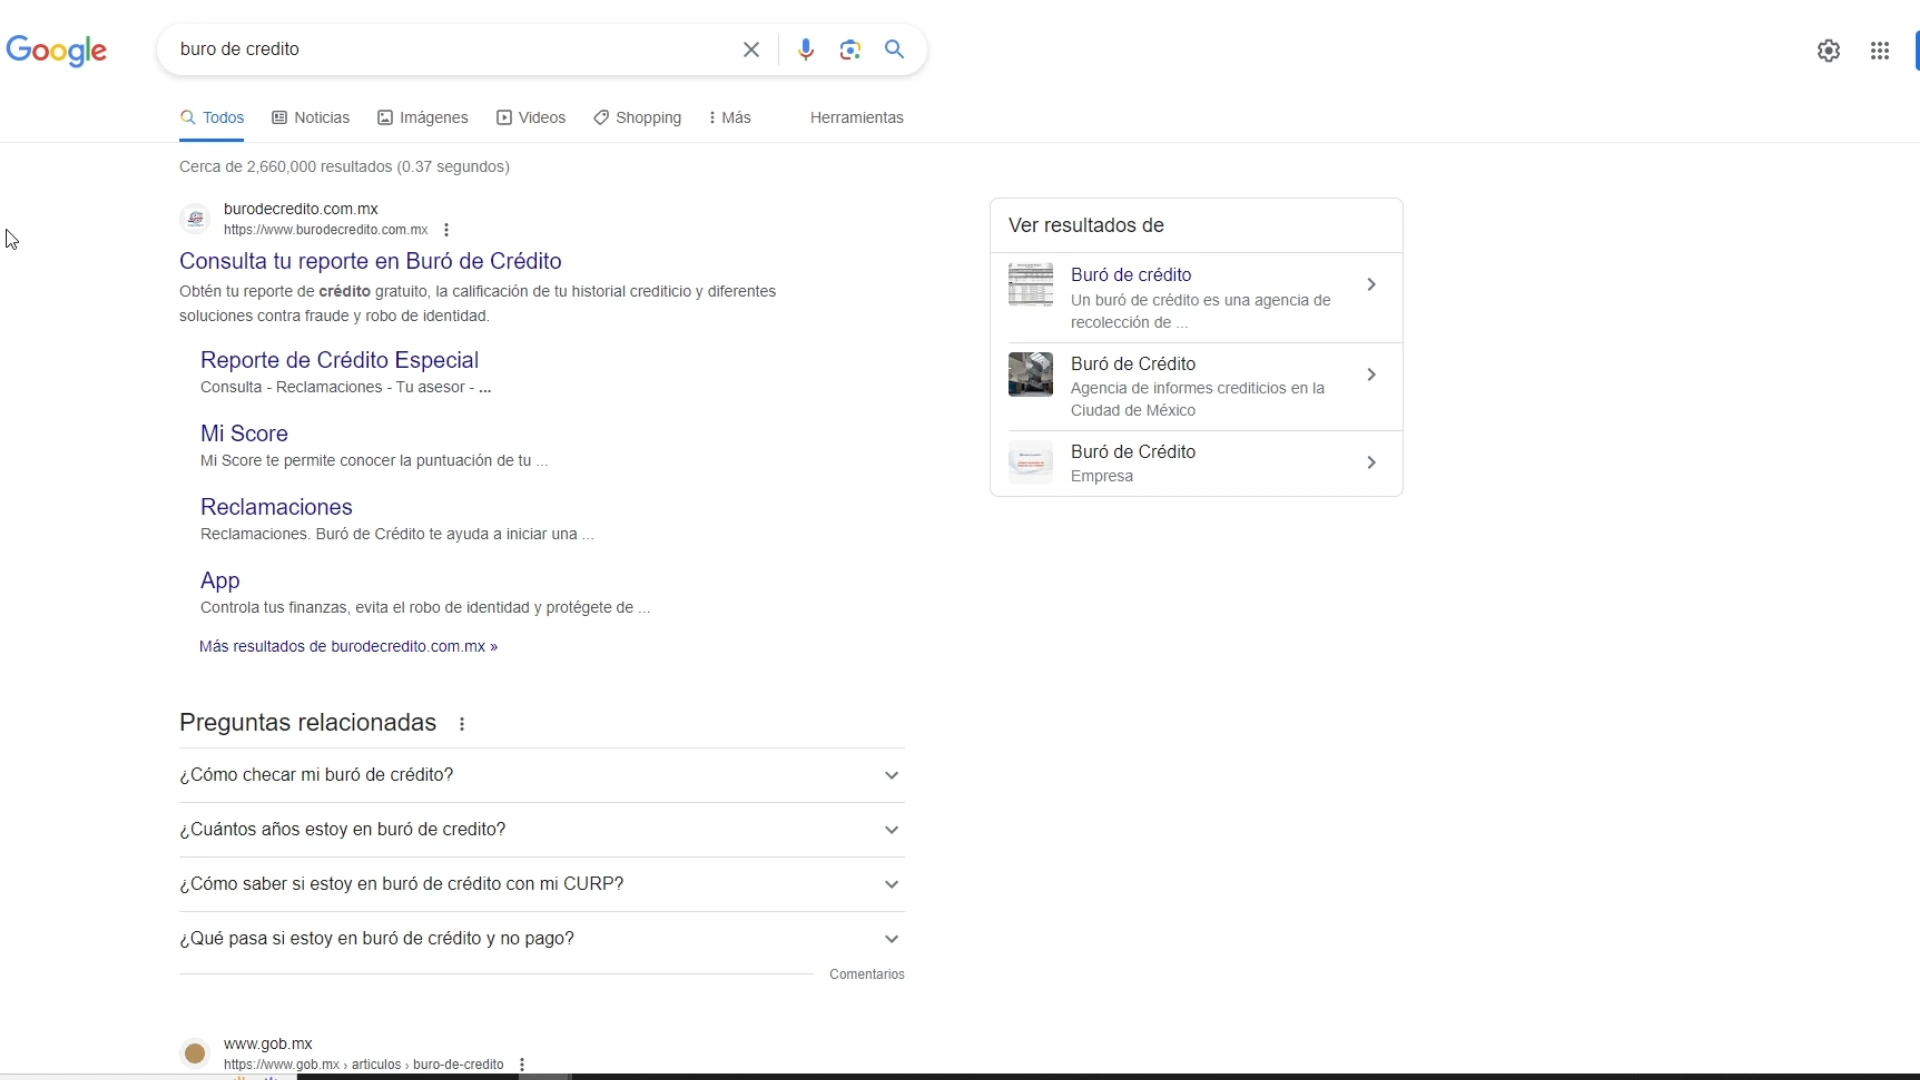 Google
buro de credito
Todos
Noticias
Imágenes
Videos
Shopping
Más
Herramientas
Cerca de 2,660,000 resultados (0.37 segundos)
burodecredito.com.mx
https://www.burodecredito.com.mx
Consulta tu reporte en Buró de Crédito
Obtén tu reporte de crédito gratuito, la calificación de tu historial crediticio y diferentes
soluciones contra fraude y robo de identidad.
Reporte de Crédito Especial
Consulta - Reclamaciones - Tu asesor - ...
Mi Score
Mi Score te permite conocer la puntuación de tu ...
Reclamaciones
Reclamaciones. Buró de Crédito te ayuda a iniciar una ...
App
Controla tus finanzas, evita el robo de identidad y protégete de ...
Más resultados de burodecredito.com.mx »
Ver resultados de
Buró de crédito
Un buró de crédito es una agencia de
recolección de ...
Buró de Crédito
Agencia de informes crediticios en la
Ciudad de México
Buró de Crédito
Empresa
Preguntas relacionadas
¿Cómo checar mi buró de crédito?
¿Cuántos años estoy en buró de credito?
¿Cómo saber si estoy en buró de crédito con mi CURP?
¿Qué pasa si estoy en buró de crédito y no pago?
Comentarios
www.gob.mx
https://www.gob.mx › articulos › buro-de-credito